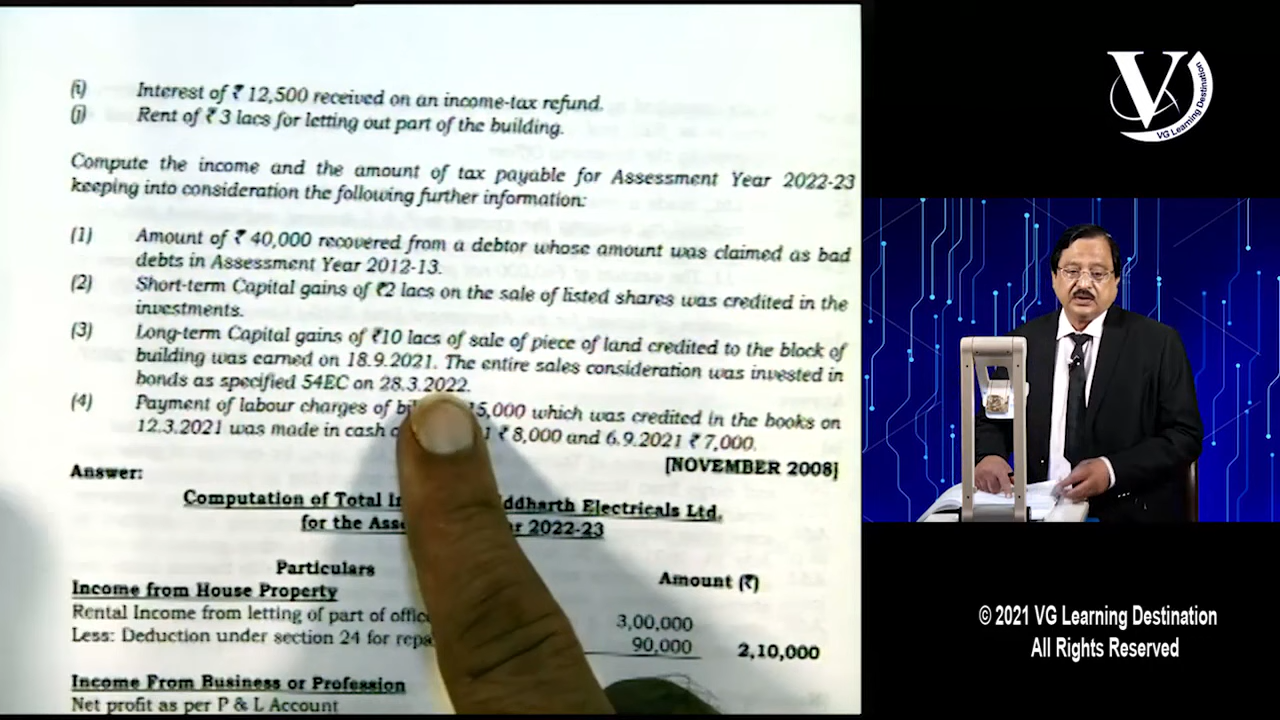 (i) Interest of ₹ 12,500 received on an income-tax refund.
(j) Rent of ₹ 3 lacs for letting out part of the building.
Compute the income and the amount of tax payable for Assessment Year 2022-23
keeping into consideration the following further information:
(1) Amount of ₹ 40,000 recovered from a debtor whose amount was claimed as bad
debts in Assessment Year 2012-13.
(2) Short-term Capital gains of ₹2 lacs on the sale of listed shares was credited in the
investments.
(3) Long-term Capital gains of ₹10 lacs of sale of piece of land credited to the block of
building was earned on 18.9.2021. The entire sales consideration was invested in
bonds as specified 54EC on 28.3.2022.
(4) Payment of labour charges of 15,000 which was credited in the books on
12.3.2021 was made in cash ₹ 8,000 and 6.9.2021 ₹ 7,000.
[NOVEMBER 2008]
Answer:
Computation of Total Electricals Ltd.
for the 2022-23
Particulars Amount (₹)
Income from House Property
Rental Income from letting of part of 3,00,000
Less: Deduction under section 24 for 90,000 2,10,000
Income From Business or Profession
Net profit as per P & L Account
V
VG Learning Destination
© 2021 VG Learning Destination
All Rights Reserved